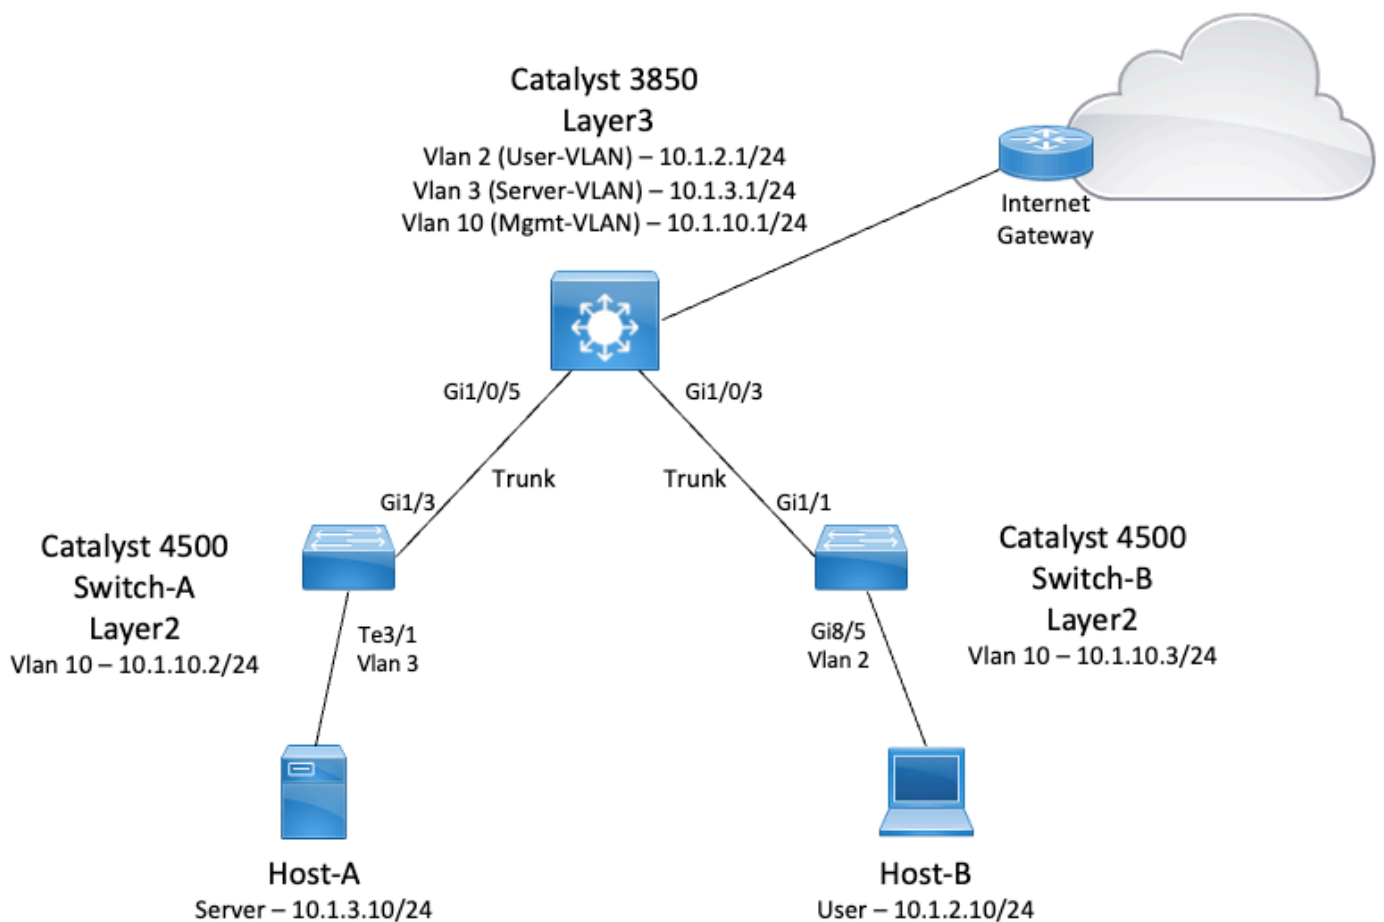 Catalyst 3850
Layer3
Vlan 2 (User-VLAN) – 10.1.2.1/24
Vlan 3 (Server-VLAN) – 10.1.3.1/24
Vlan 10 (Mgmt-VLAN) – 10.1.10.1/24
Internet
Gateway
Gi1/0/5
Gi1/0/3
Trunk
Trunk
Gi1/3
Gi1/1
Catalyst 4500
Switch-A
Layer2
Vlan 10 – 10.1.10.2/24
Catalyst 4500
Switch-B
Layer2
Vlan 10 – 10.1.10.3/24
Te3/1
Vlan 3
Gi8/5
Vlan 2
Host-A
Server – 10.1.3.10/24
Host-B
User – 10.1.2.10/24